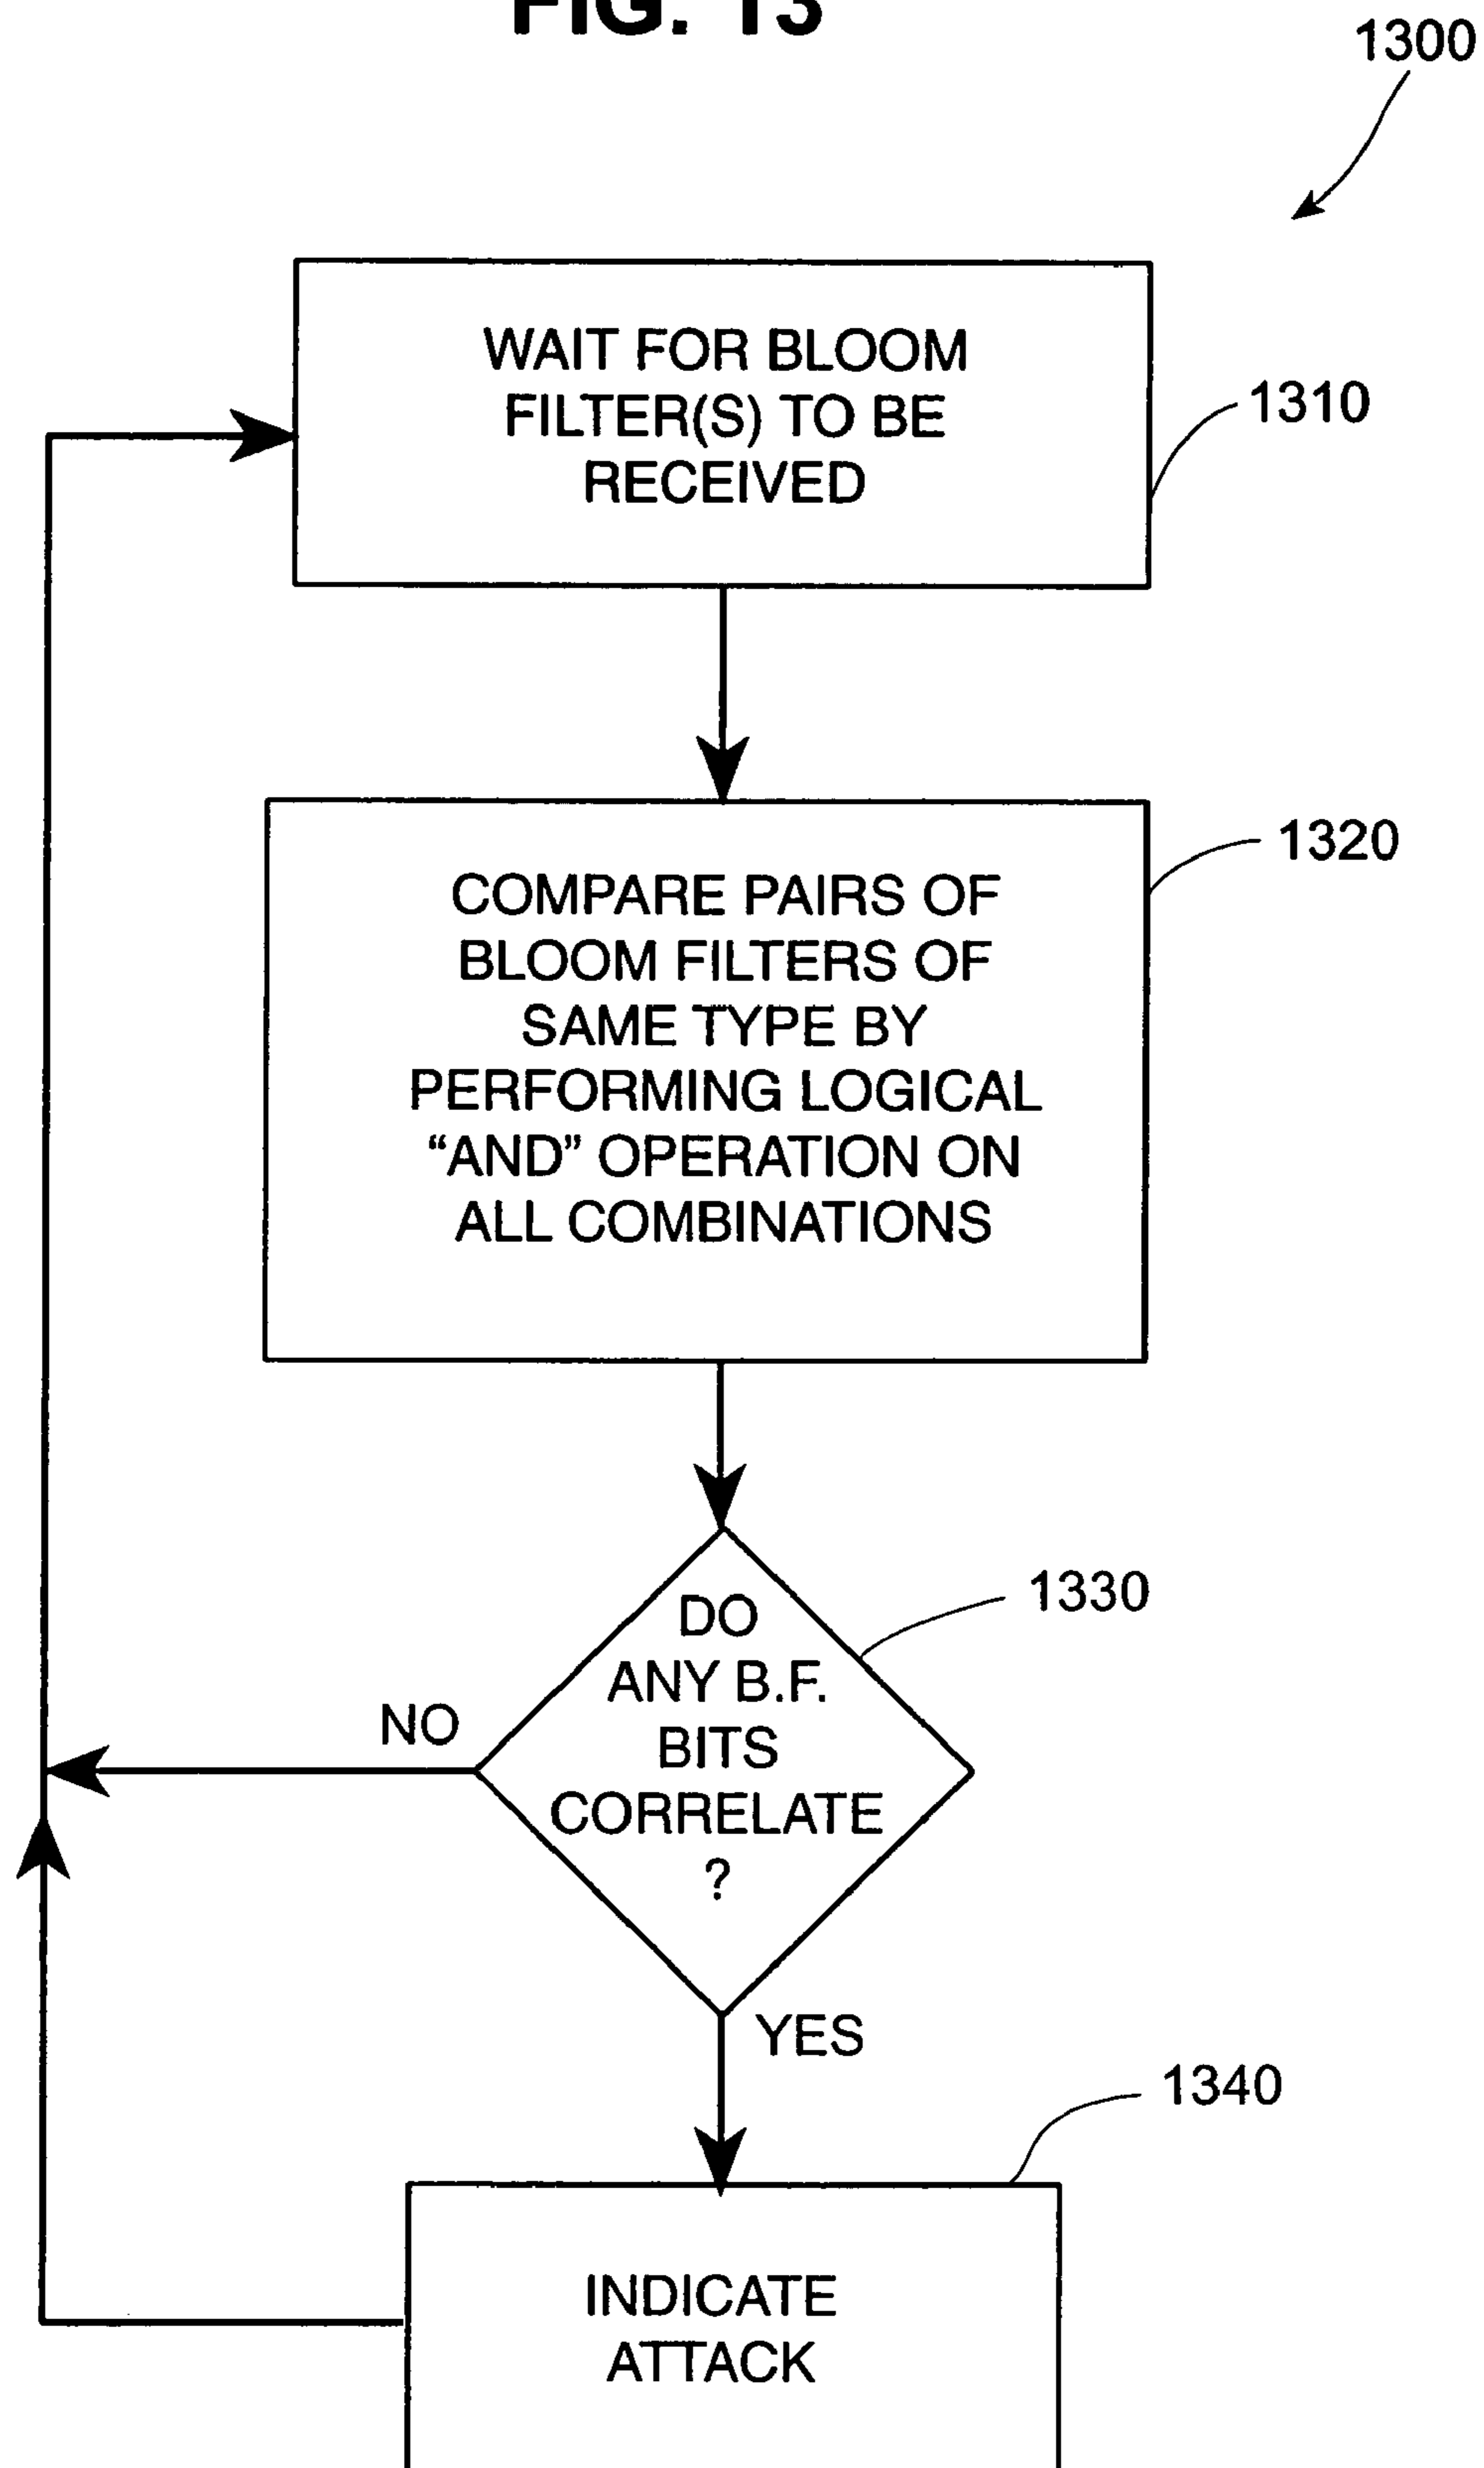 FIG. 13
1300
WAIT FOR BLOOM
FILTER(S) TO BE
RECEIVED
1310
COMPARE PAIRS OF
BLOOM FILTERS OF
SAME TYPE BY
PERFORMING LOGICAL
“AND” OPERATION ON
ALL COMBINATIONS
1320
DO
ANY B.F.
BITS
CORRELATE
?
1330
NO
YES
1340
INDICATE
ATTACK